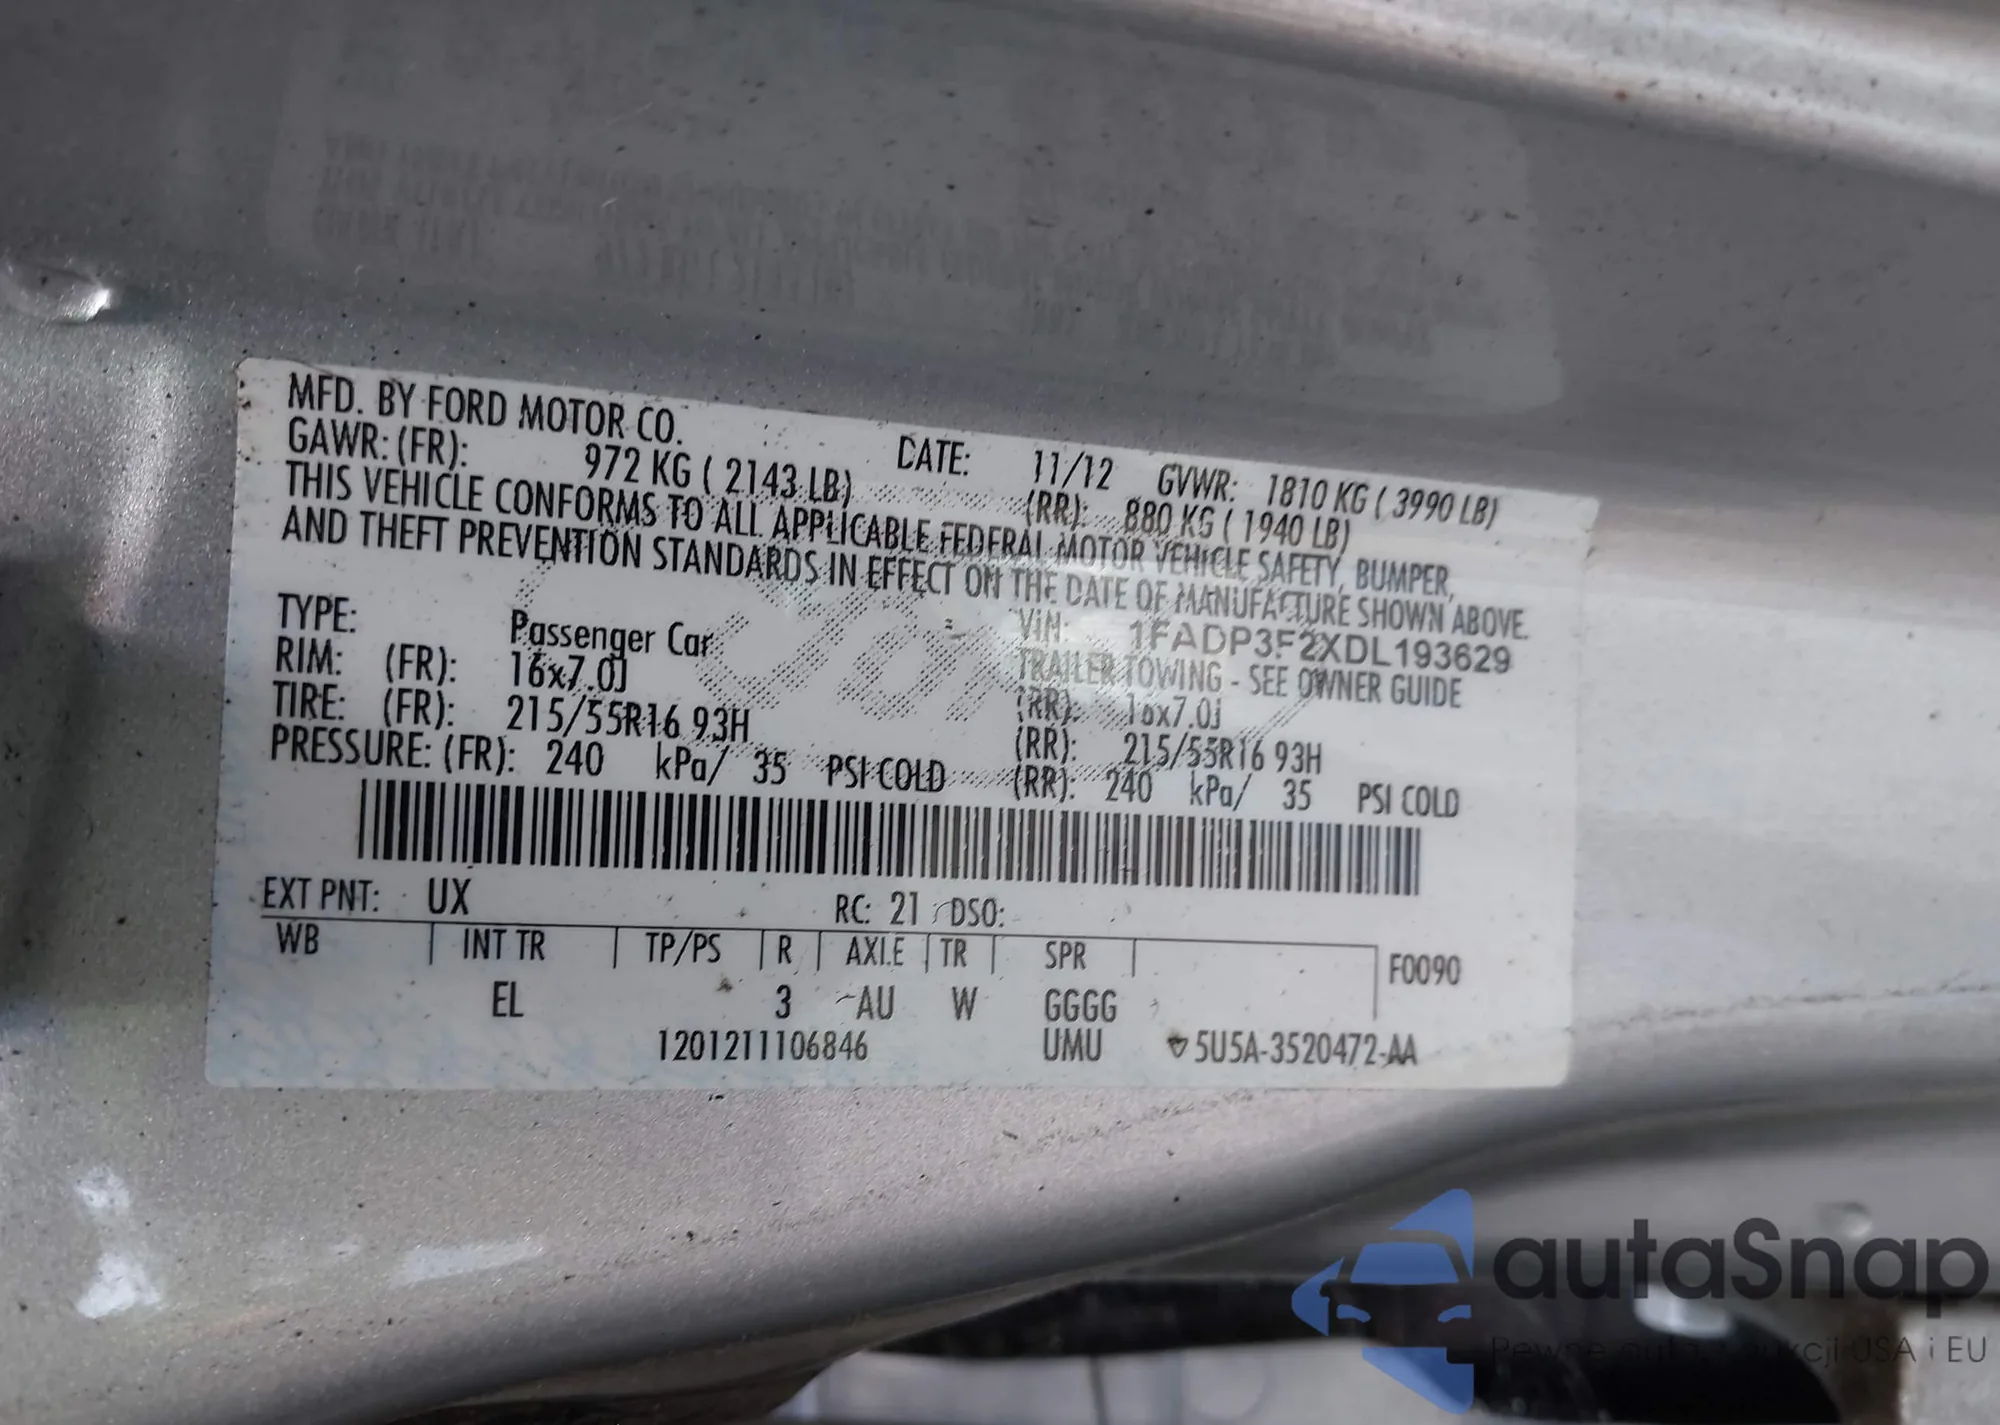 MFD. BY FORD MOTOR CO. DATE: 11/12 GVWR: 1810 KG ( 3990 LB)
GAWR: (FR): 972 KG ( 2143 LB) (RR): 880 KG ( 1940 LB)
THIS VEHICLE CONFORMS TO ALL APPLICABLE FEDERAL MOTOR VEHICLE SAFETY, BUMPER,
AND THEFT PREVENTION STANDARDS IN EFFECT ON THE DATE OF MANUFACTURE SHOWN ABOVE.
VIN: 1FADP3F2XDL193629
TYPE: Passenger Car TRAILER TOWING - SEE OWNER GUIDE
RIM: (FR): 16x7.0J (RR): 16x7.0J
TIRE: (FR): 215/55R16 93H (RR): 215/55R16 93H
PRESSURE: (FR): 240 kPa/ 35 PSI COLD (RR): 240 kPa/ 35 PSI COLD
EXT PNT: UX RC: 21 DSO:
WB INT TR TP/PS R AXLE TR SPR F0090
EL 3 AU W GGGG
1201211106846 UMU 5U5A-3520472-AA
autaSnap
Pewne auta z aukcji USA i EU